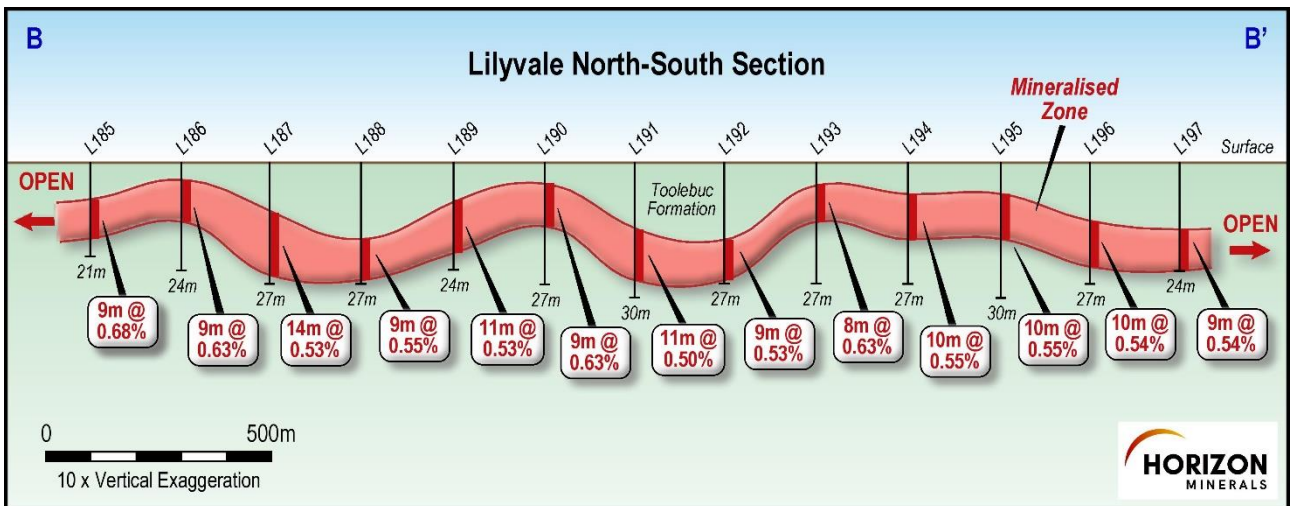 B
B'
Lilyvale North-South Section
Mineralised
Zone
L185
L186
L187
L188
L189
L190
L191
L192
L193
L194
L195
L196
L197
Surface
OPEN
Toolebuc
Formation
OPEN
21m
24m
27m
27m
24m
27m
30m
27m
27m
27m
30m
27m
24m
9m @
0.68%
9m @
0.63%
14m @
0.53%
9m @
0.55%
11m @
0.53%
9m @
0.63%
11m @
0.50%
9m @
0.53%
8m @
0.63%
10m @
0.55%
10m @
0.55%
10m @
0.54%
9m @
0.54%
0 500m
10 x Vertical Exaggeration
HORIZON
MINERALS